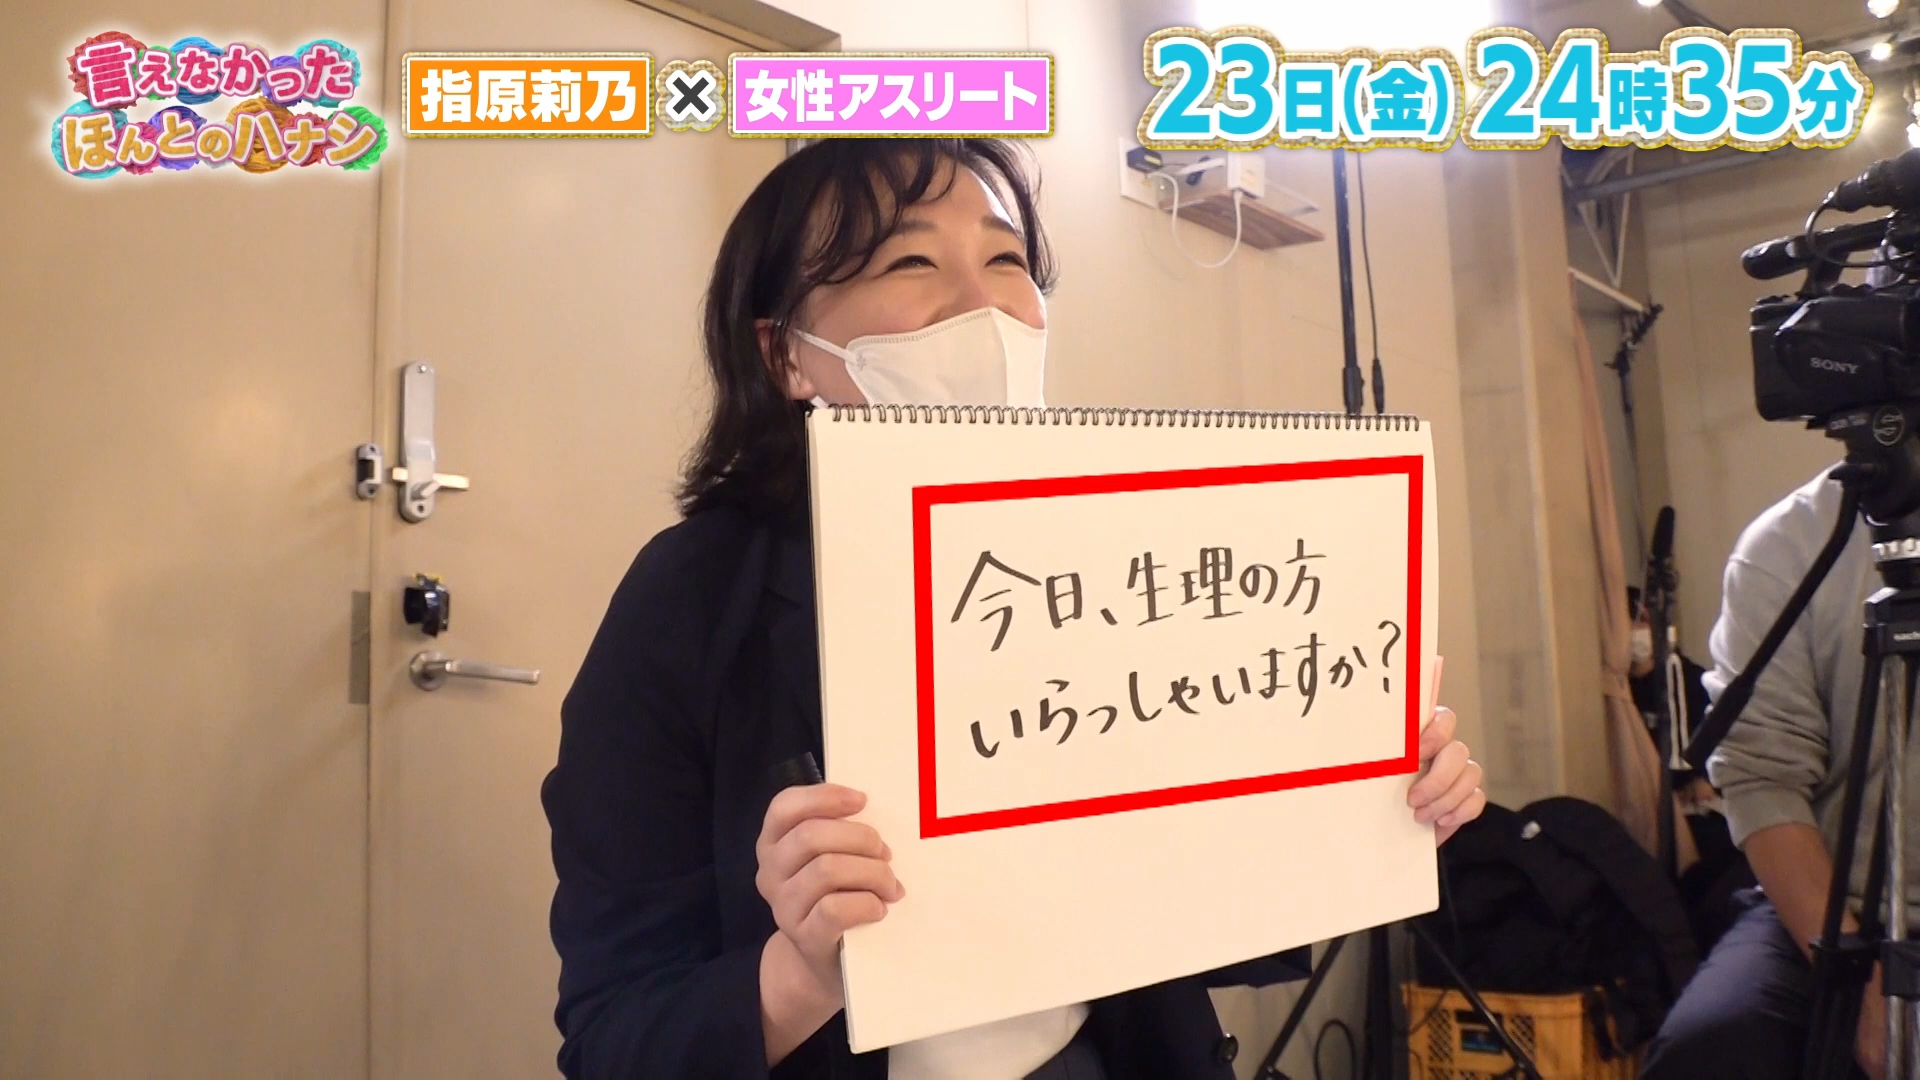 言えなかった
ほんとのハナシ
指原莉乃 × 女性アスリート
23日(金) 24時35分
SONY
今日、生理の方
いらっしゃいますか?